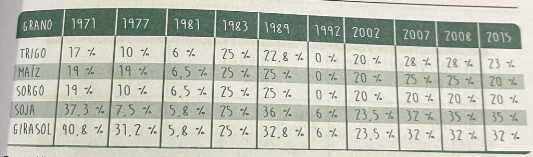 GRANO 1971 1977 1981 1983 1989 1992 2002 2007 2008 2015
TRIGO 17 % 10 % 6 % 25 % 22,8 % 0 % 20 % 28 % 28 % 23 %
MAÍZ 19 % 19 % 6,5 % 25 % 25 % 0 % 20 % 25 % 25 % 20 %
SORGO 19 % 10 % 6,5 % 25 % 25 % 0 % 20 % 20 % 20 % 20 %
SOJA 37,3 % 7,5 % 5,8 % 25 % 36 % 6 % 23,5 % 32 % 35 % 35 %
GIRASOL 40,8 % 31,2 % 5,8 % 25 % 32,8 % 6 % 23,5 % 32 % 32 % 32 %